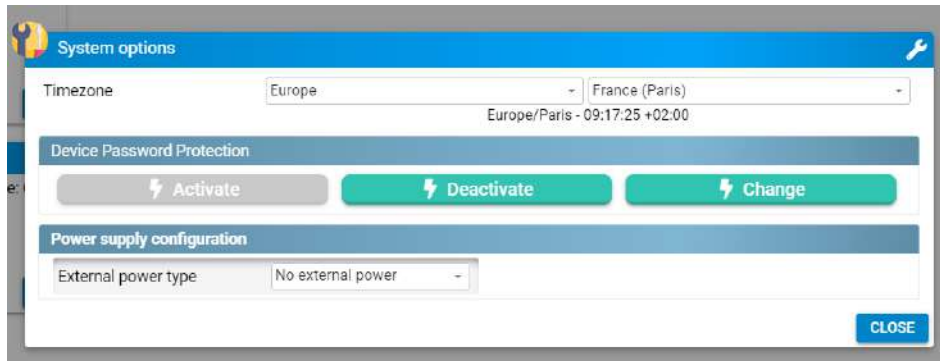 System options
Timezone Europe France (Paris)
Europe/Paris - 09:17:25 +02:00
Device Password Protection
Activate Deactivate Change
Power supply configuration
External power type No external power
CLOSE